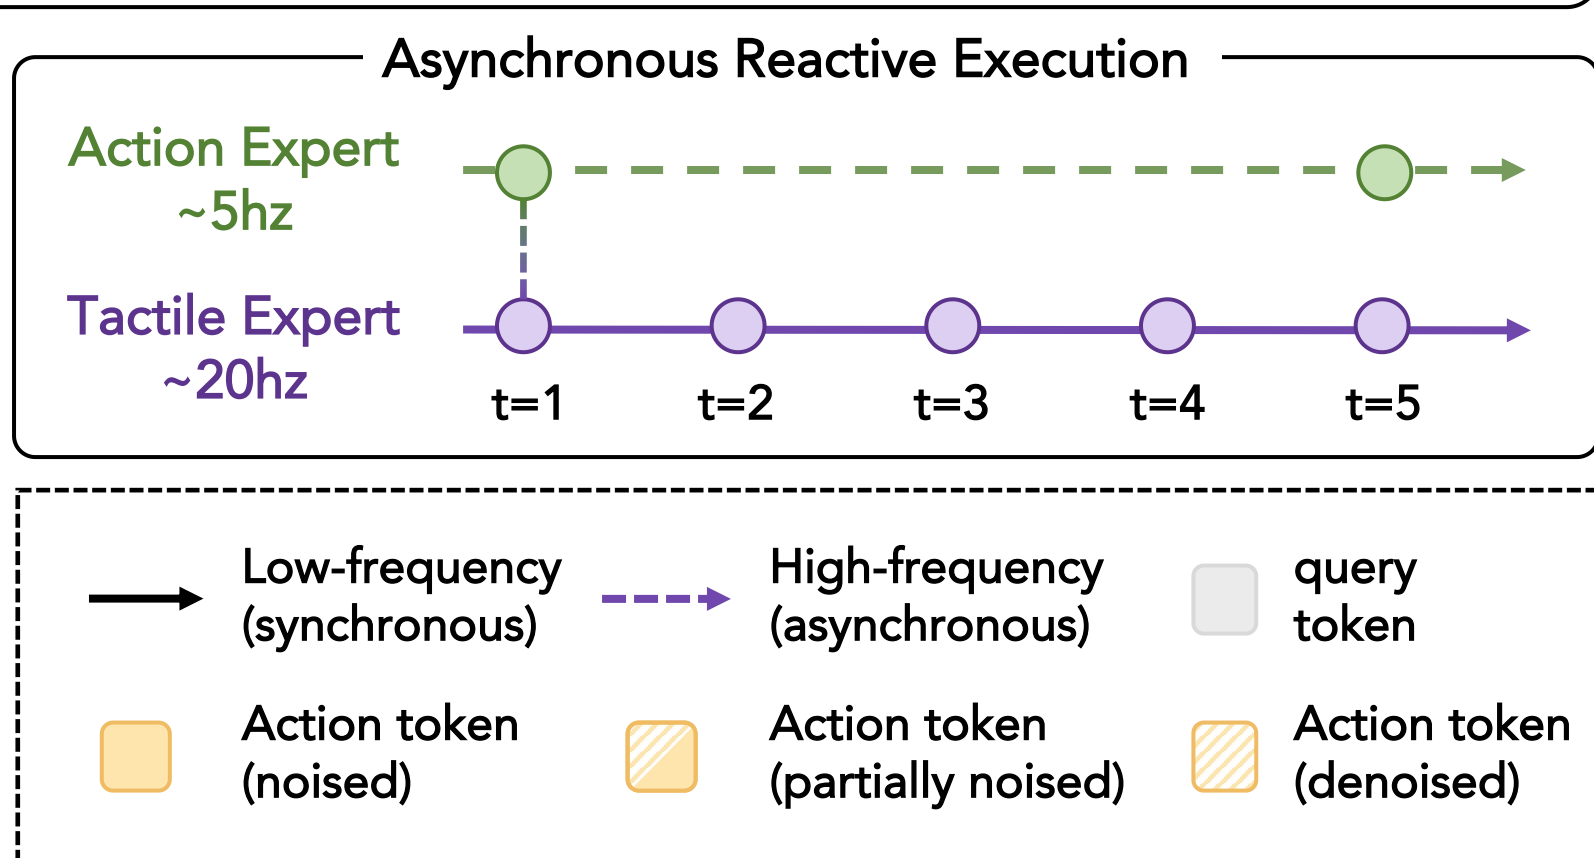 Asynchronous Reactive Execution
Action Expert
~5hz
Tactile Expert
~20hz
t=1
t=2
t=3
t=4
t=5
Low-frequency
(synchronous)
High-frequency
(asynchronous)
query
token
Action token
(noised)
Action token
(partially noised)
Action token
(denoised)